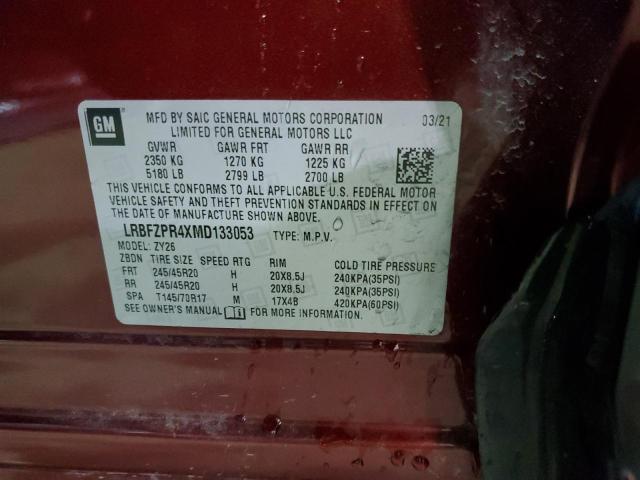 GM
MFD BY SAIC GENERAL MOTORS CORPORATION 03/21
LIMITED FOR GENERAL MOTORS LLC
GVWR GAWR FRT GAWR RR
2350 KG 1270 KG 1225 KG
5180 LB 2799 LB 2700 LB
THIS VEHICLE CONFORMS TO ALL APPLICABLE U.S. FEDERAL MOTOR
VEHICLE SAFETY AND THEFT PREVENTION STANDARDS IN EFFECT ON
THE DATE OF MANUFACTURE SHOWN ABOVE.
LRBFZPR4XMD133053 TYPE: M.P.V.
MODEL: ZY26
ZBDN TIRE SIZE SPEED RTG RIM COLD TIRE PRESSURE
FRT 245/45R20 H 20X8.5J 240KPA(35PSI)
RR 245/45R20 H 20X8.5J 240KPA(35PSI)
SPA T145/70R17 M 17X4B 420KPA(60PSI)
SEE OWNER'S MANUAL FOR MORE INFORMATION.